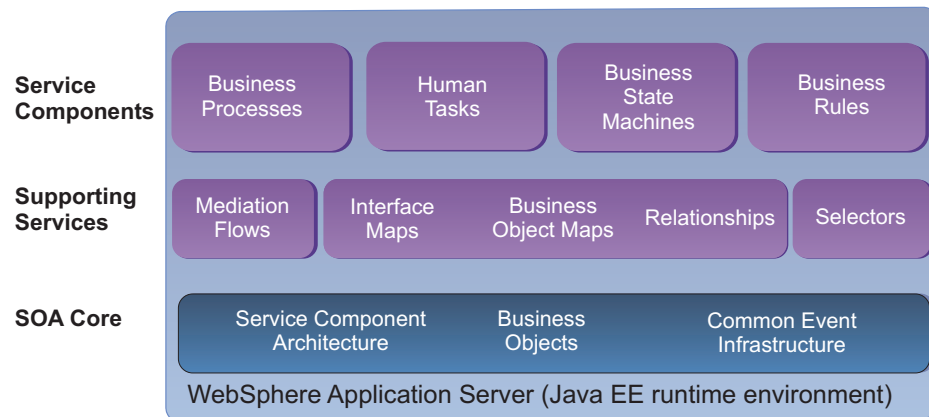 Service
Components
Business
Processes
Human
Tasks
Business
State
Machines
Business
Rules
Supporting
Services
Mediation
Flows
Interface
Maps
Business
Object Maps
Relationships
Selectors
SOA Core
Service Component
Architecture
Business
Objects
Common Event
Infrastructure
WebSphere Application Server (Java EE runtime environment)